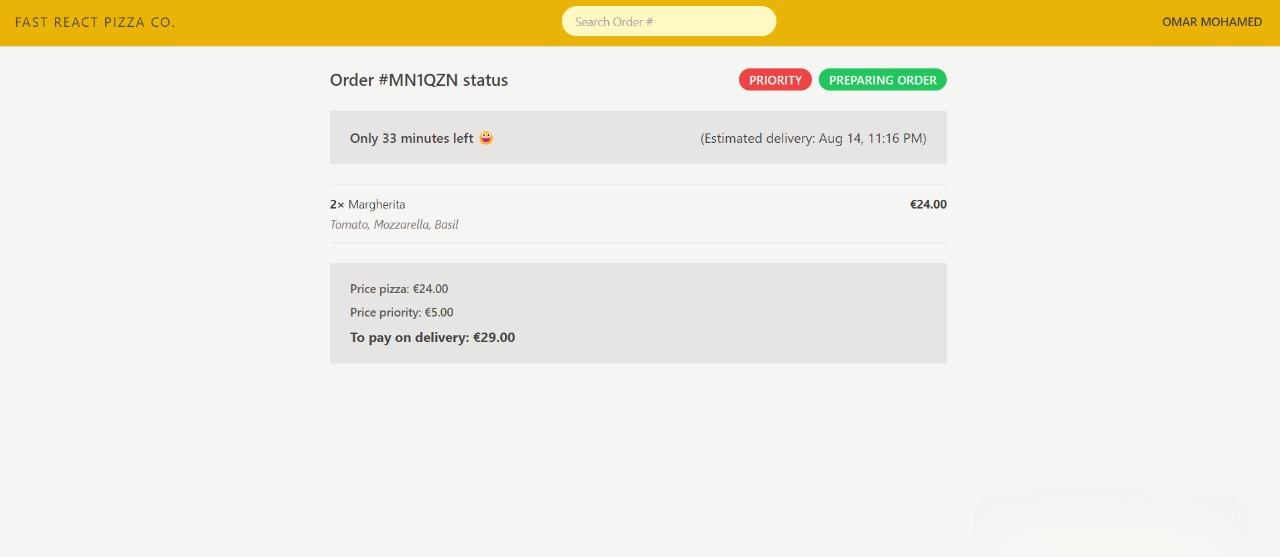 FAST REACT PIZZA CO.
Search Order #
OMAR MOHAMED
Order #MN1QZN status
PRIORITY
PREPARING ORDER
Only 33 minutes left 😀
(Estimated delivery: Aug 14, 11:16 PM)
2× Margherita
€24.00
Tomato, Mozzarella, Basil
Price pizza: €24.00
Price priority: €5.00
To pay on delivery: €29.00